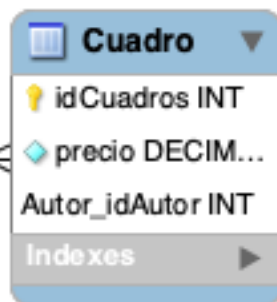 Cuadro
idCuadros INT
precio DECIM...
Autor_idAutor INT
Indexes